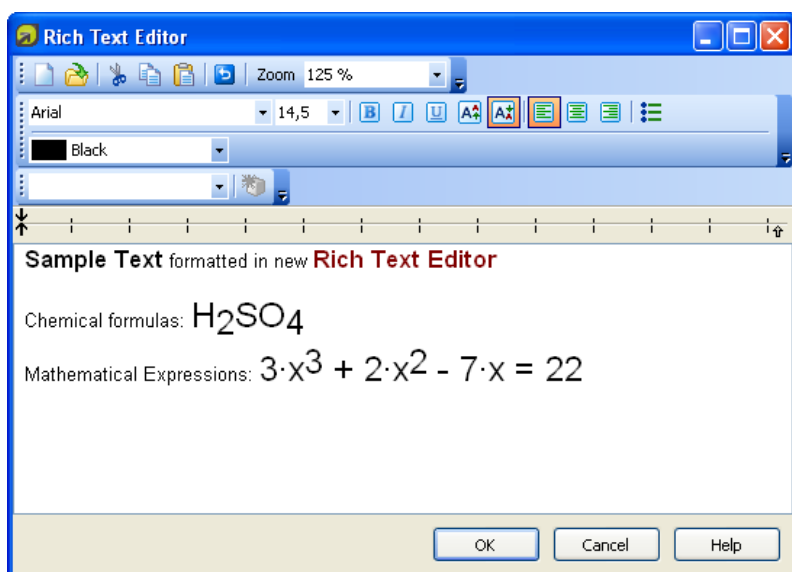 Rich Text Editor
Zoom 125 %
Arial 14,5 B I U A A
Black
Sample Text formatted in new Rich Text Editor
Chemical formulas: H₂SO₄
Mathematical Expressions: 3·x³ + 2·x² - 7·x = 22
OK Cancel Help